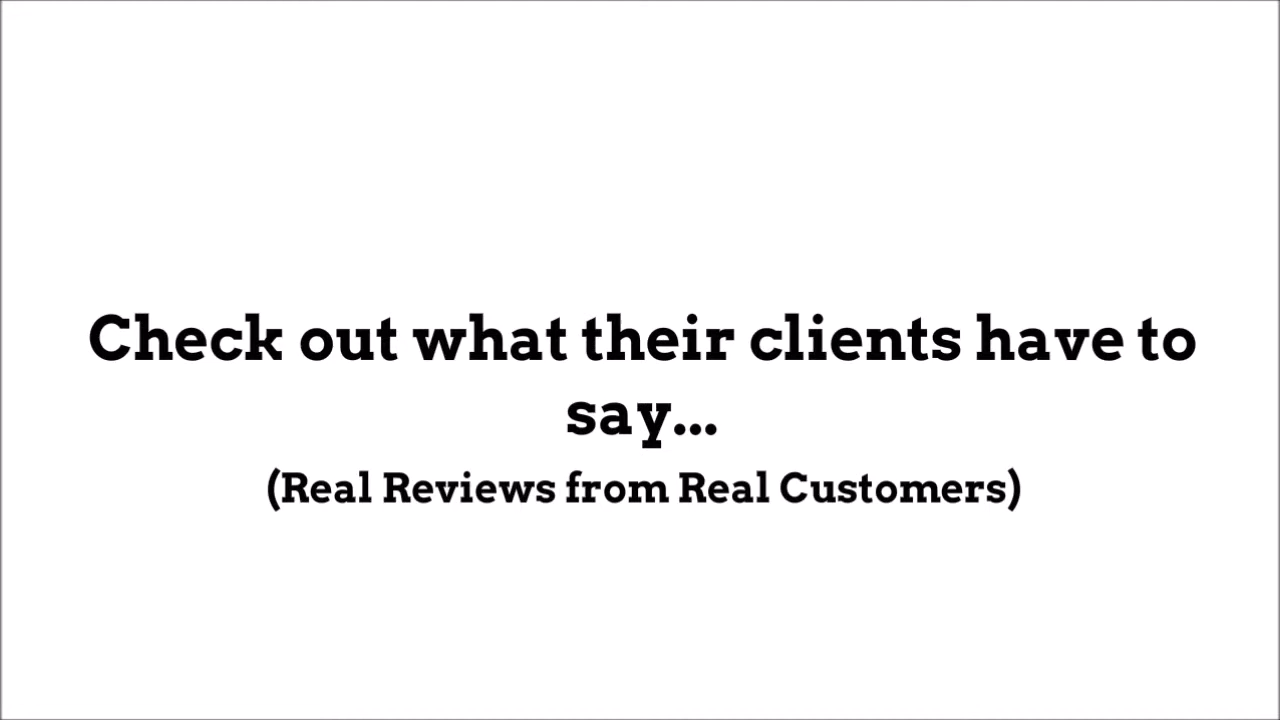 Check out what their clients have to
say...
(Real Reviews from Real Customers)